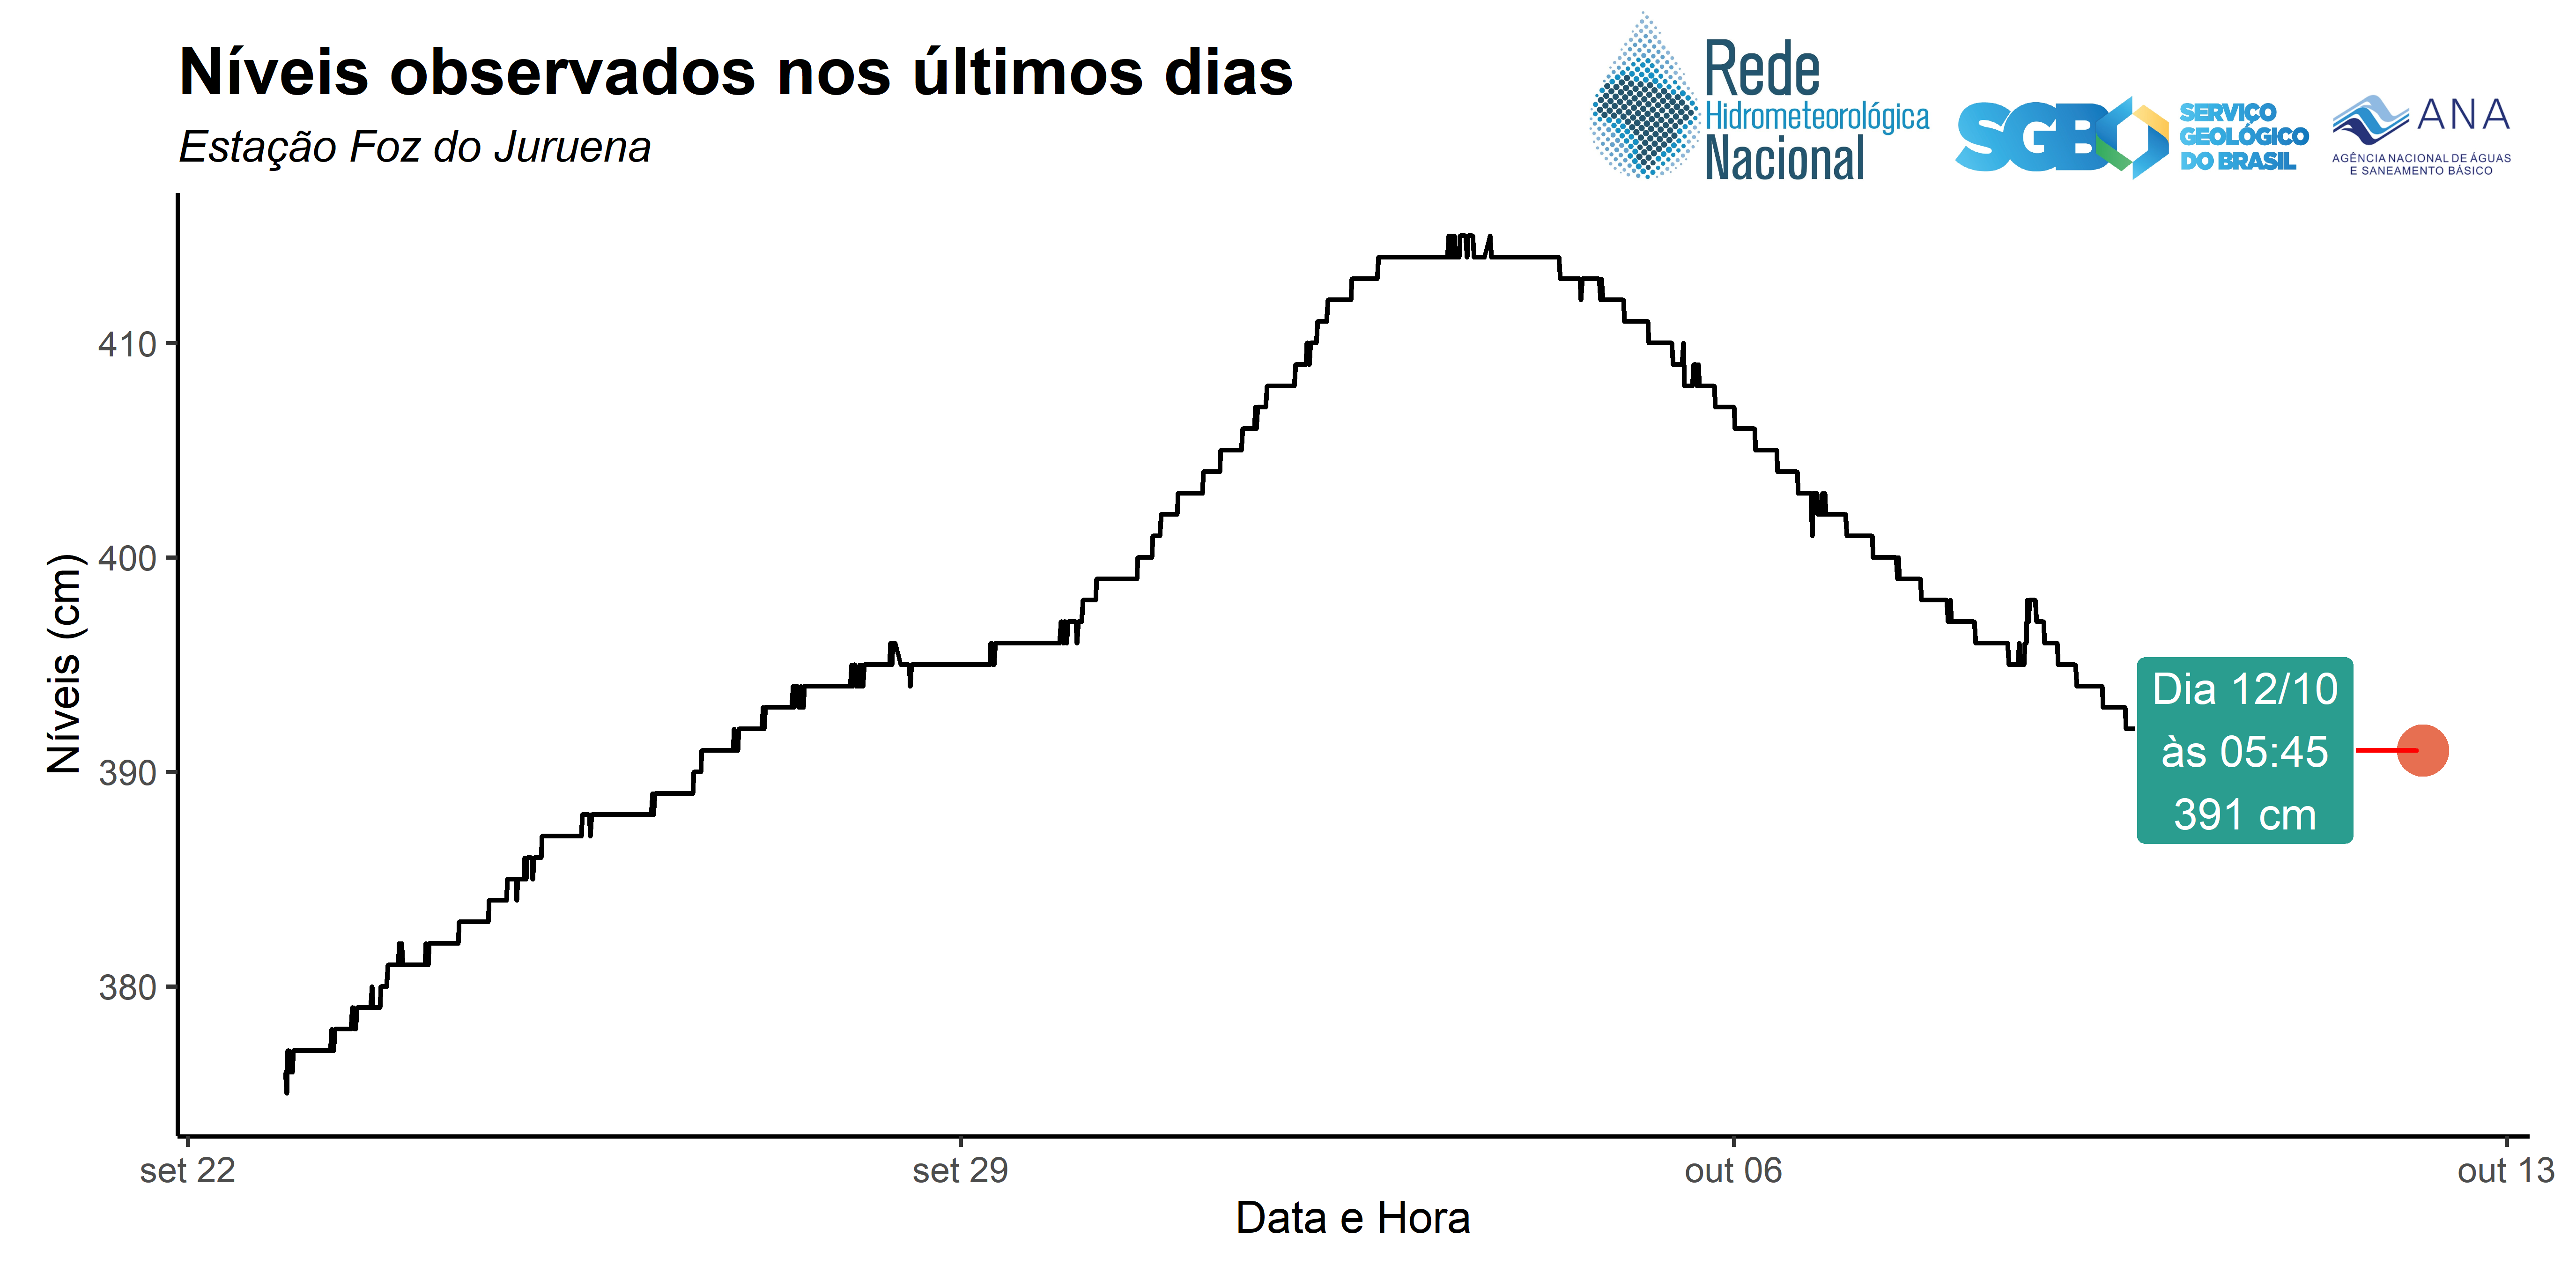 Níveis observados nos últimos dias
Estação Foz do Juruena
Rede
Hidrometeorológica
Nacional
SGB
SERVIÇO
GEOLÓGICO
DO BRASIL
ANA
AGÊNCIA NACIONAL DE ÁGUAS
E SANEAMENTO BÁSICO
Níveis (cm)
410
400
390
380
Dia 12/10
às 05:45
391 cm
set 22
set 29
out 06
out 13
Data e Hora